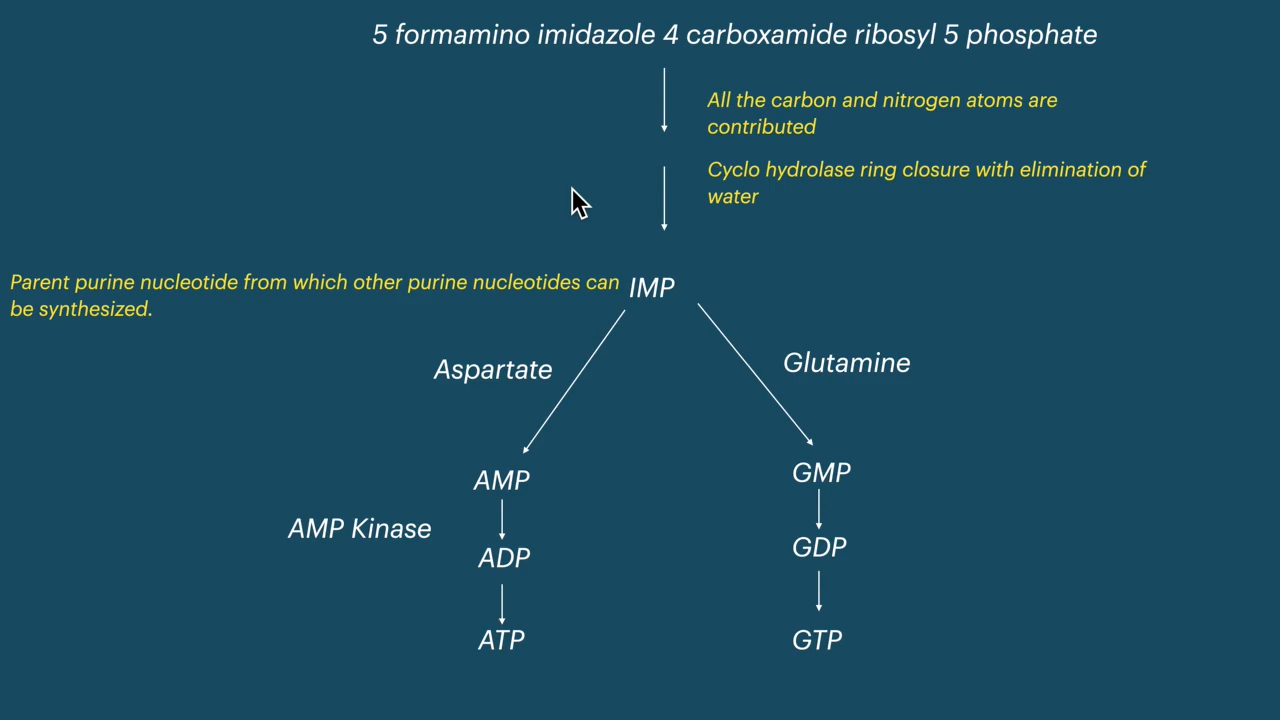 5 formamino imidazole 4 carboxamide ribosyl 5 phosphate
All the carbon and nitrogen atoms are
contributed
Cyclo hydrolase ring closure with elimination of
water
Parent purine nucleotide from which other purine nucleotides can
be synthesized.
IMP
Aspartate
Glutamine
AMP
GMP
AMP Kinase
ADP
GDP
ATP
GTP